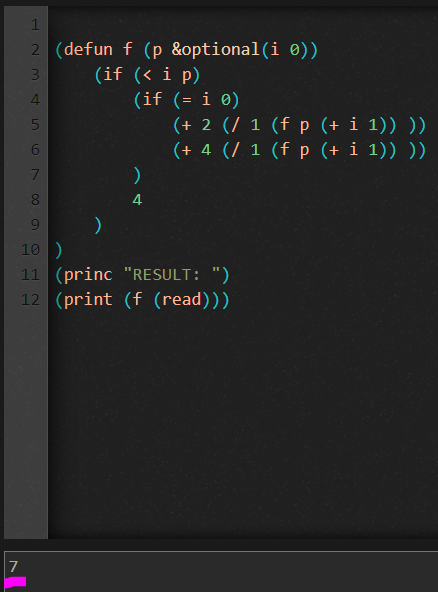 1
2 (defun f (p &optional(i 0))
3     (if (< i p)
4         (if (= i 0)
5             (+ 2 (/ 1 (f p (+ i 1)) ))
6             (+ 4 (/ 1 (f p (+ i 1)) ))
7         )
8         4
9     )
10 )
11 (princ "RESULT: ")
12 (print (f (read)))
7